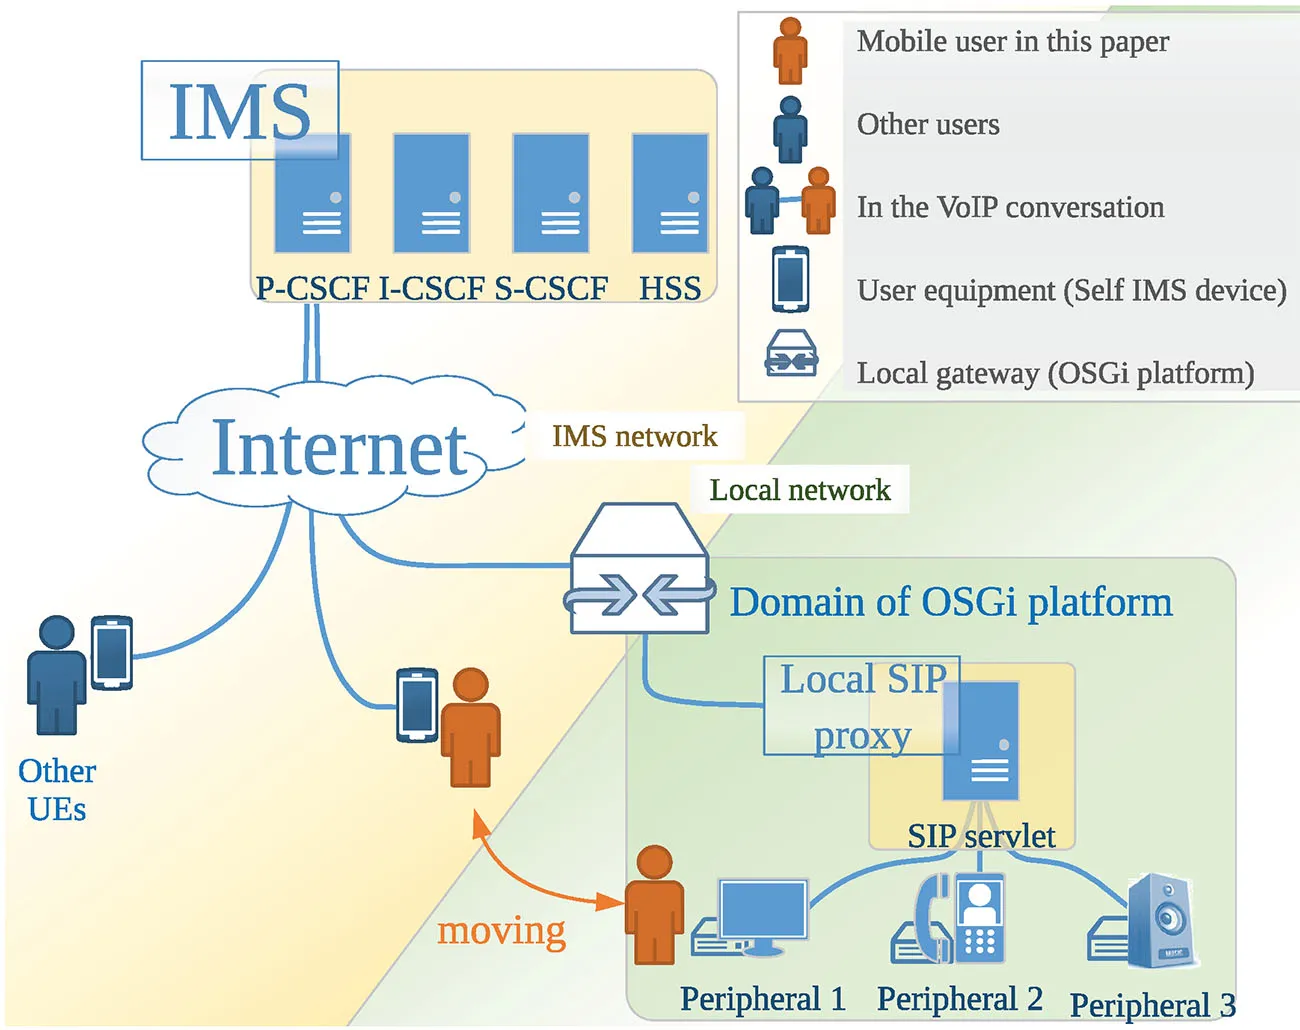 IMS
P-CSCF
I-CSCF
S-CSCF
HSS
Mobile user in this paper
Other users
In the VoIP conversation
User equipment (Self IMS device)
Local gateway (OSGi platform)
Internet
IMS network
Local network
Domain of OSGi platform
Local SIP
proxy
SIP servlet
Other
UEs
moving
Peripheral 1
Peripheral 2
Peripheral 3